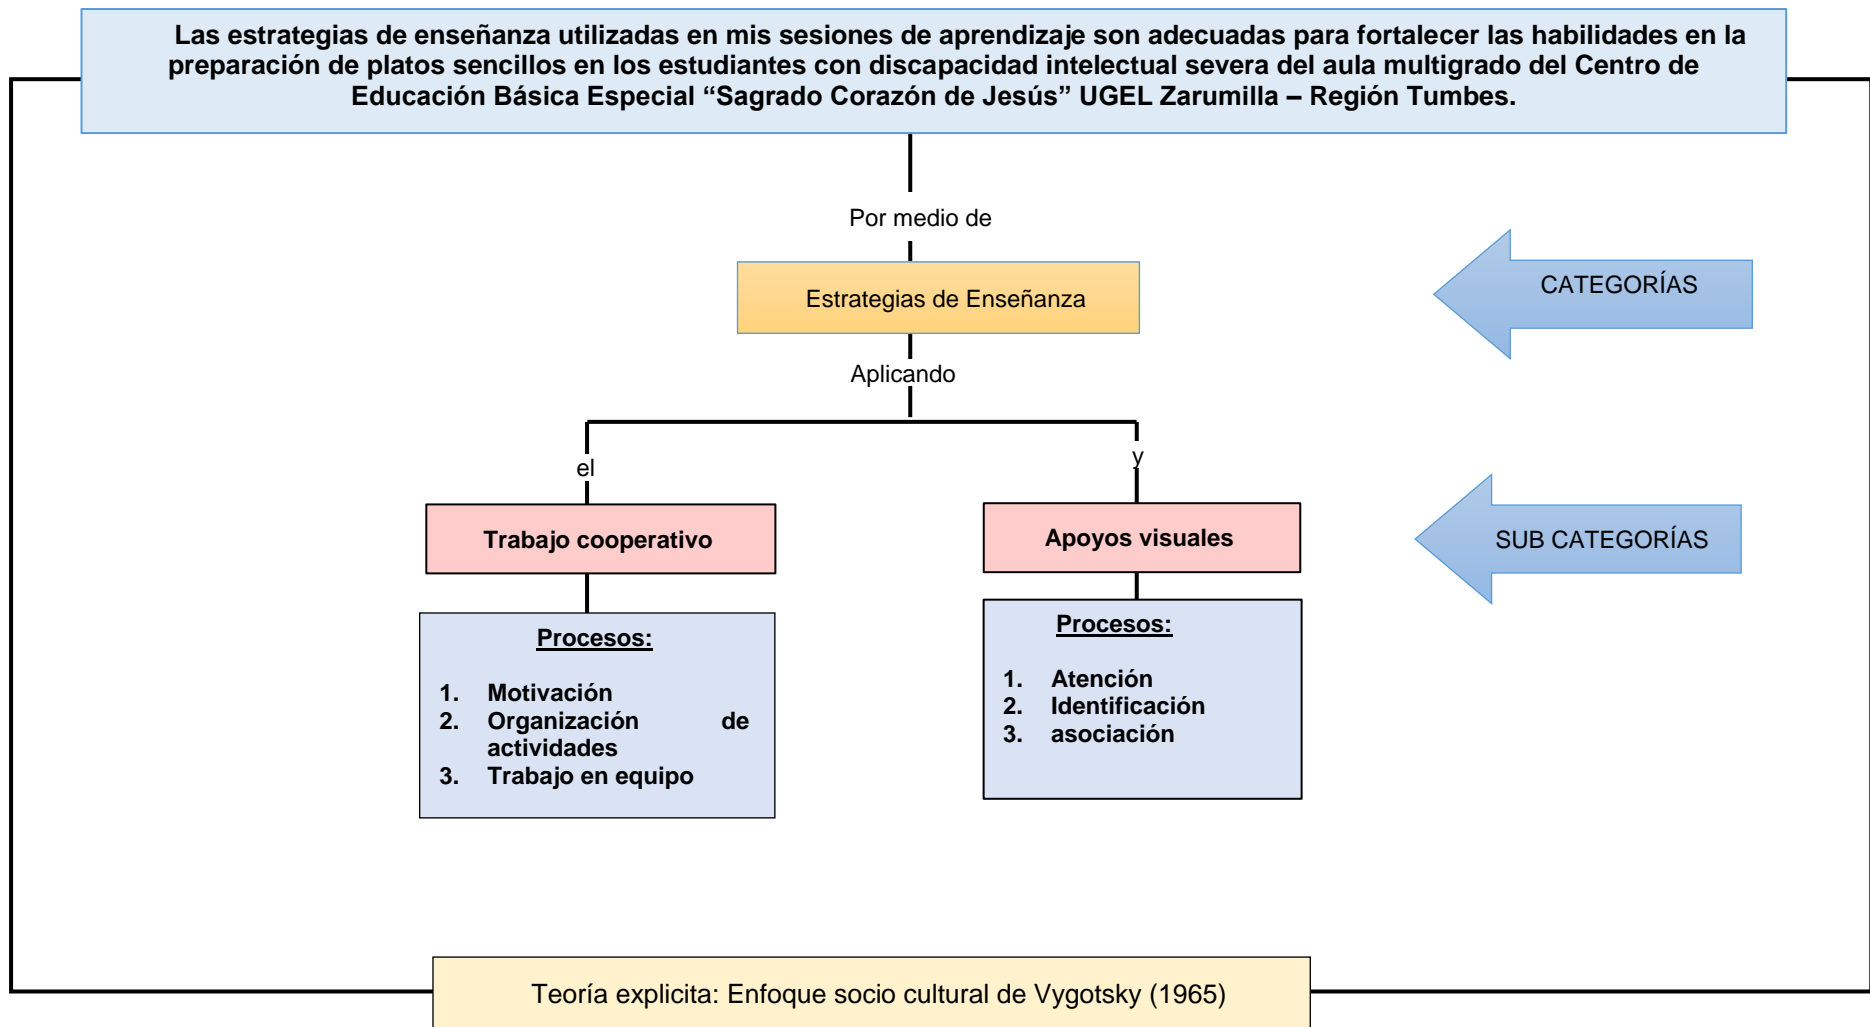 Las estrategias de enseñanza utilizadas en mis sesiones de aprendizaje son adecuadas para fortalecer las habilidades en la
preparación de platos sencillos en los estudiantes con discapacidad intelectual severa del aula multigrado del Centro de
Educación Básica Especial “Sagrado Corazón de Jesús” UGEL Zarumilla – Región Tumbes.
Por medio de
Estrategias de Enseñanza
CATEGORÍAS
Aplicando
el
y
Trabajo cooperativo
Apoyos visuales
SUB CATEGORÍAS
Procesos:
1. Motivación
2. Organización de
actividades
3. Trabajo en equipo
Procesos:
1. Atención
2. Identificación
3. asociación
Teoría explicita: Enfoque socio cultural de Vygotsky (1965)